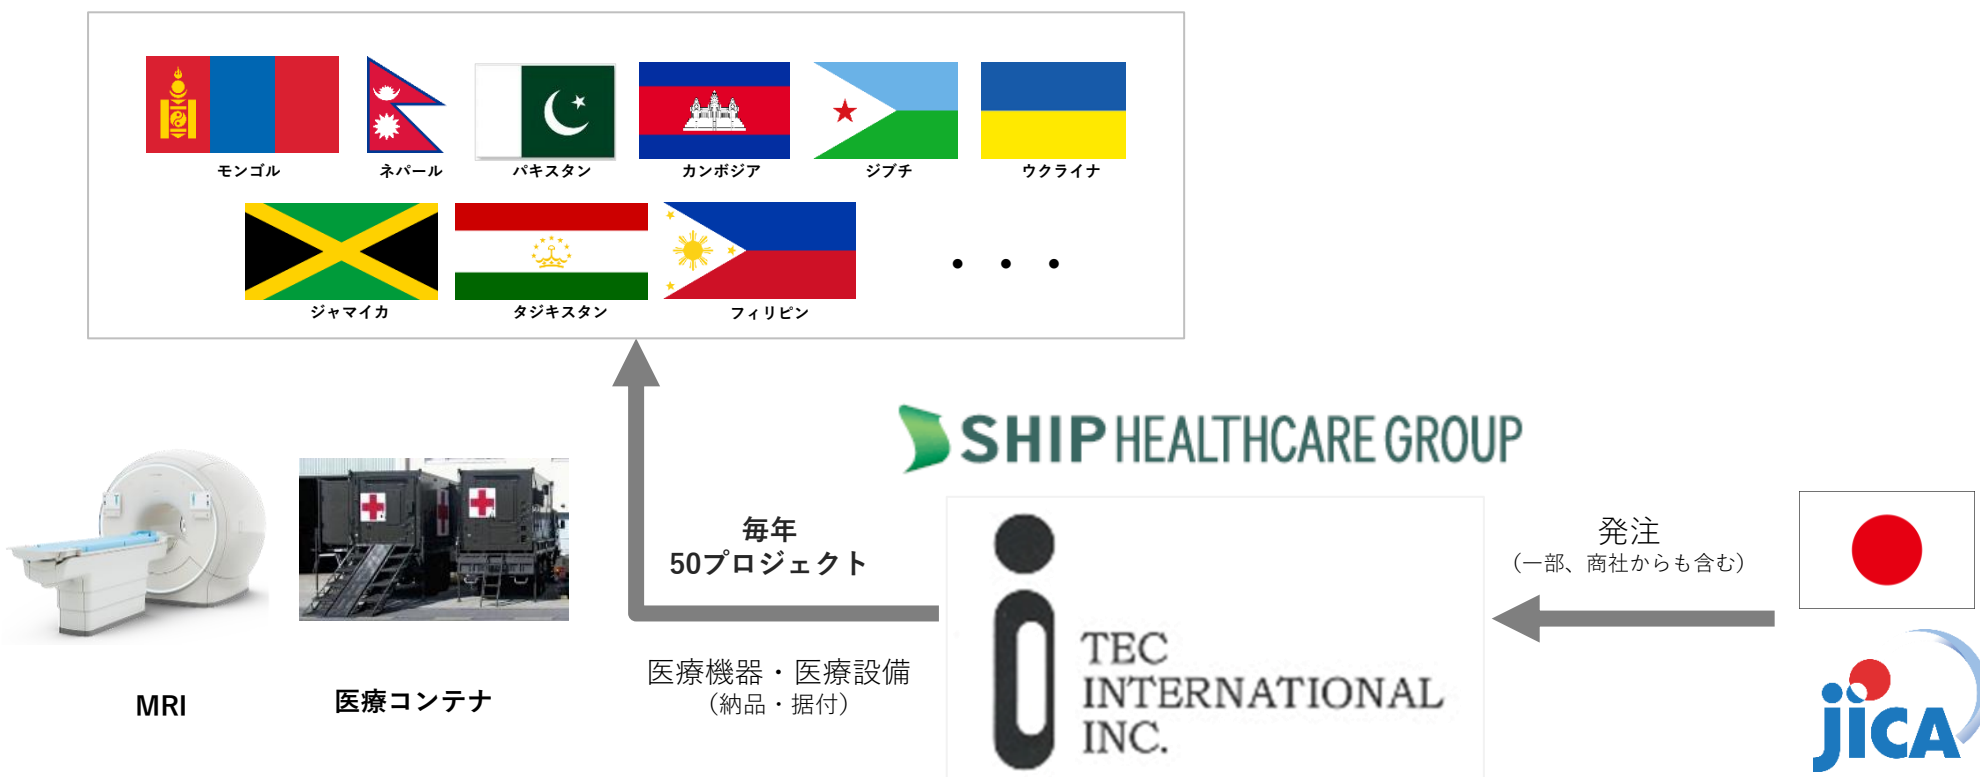 モンゴル
ネパール
パキスタン
カンボジア
ジブチ
ウクライナ
ジャマイカ
タジキスタン
フィリピン
・・・
SHIP HEALTHCARE GROUP
毎年
50プロジェクト
医療機器・医療設備
（納品・据付）
i
TEC
INTERNATIONAL
INC.
発注
（一部、商社からも含む）
jICA
MRI
医療コンテナ